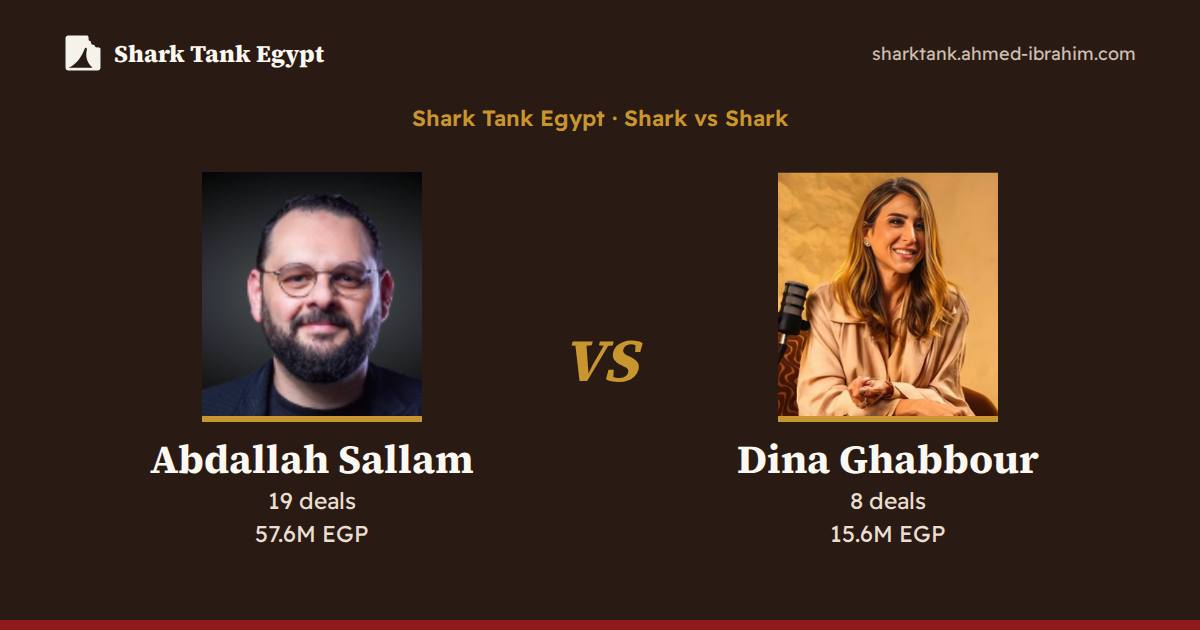 Shark Tank Egypt
sharktank.ahmed-ibrahim.com
Shark Tank Egypt · Shark vs Shark
VS
Abdallah Sallam
19 deals
57.6M EGP
Dina Ghabbour
8 deals
15.6M EGP